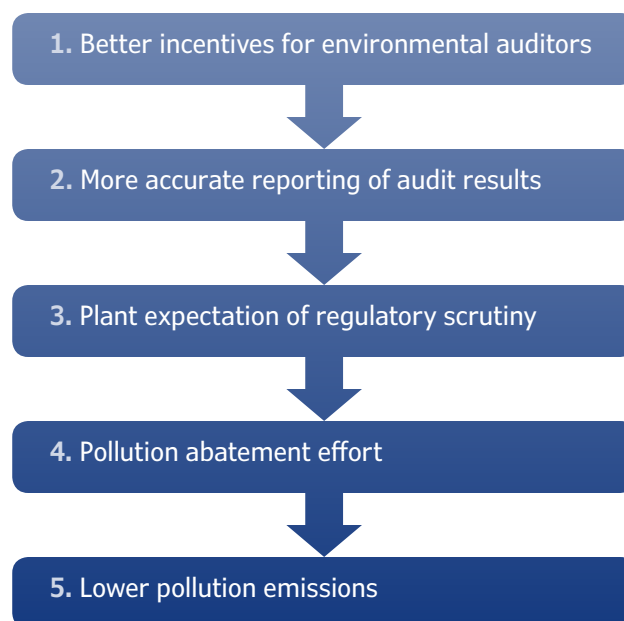 1. Better incentives for environmental auditors
2. More accurate reporting of audit results
3. Plant expectation of regulatory scrutiny
4. Pollution abatement effort
5. Lower pollution emissions